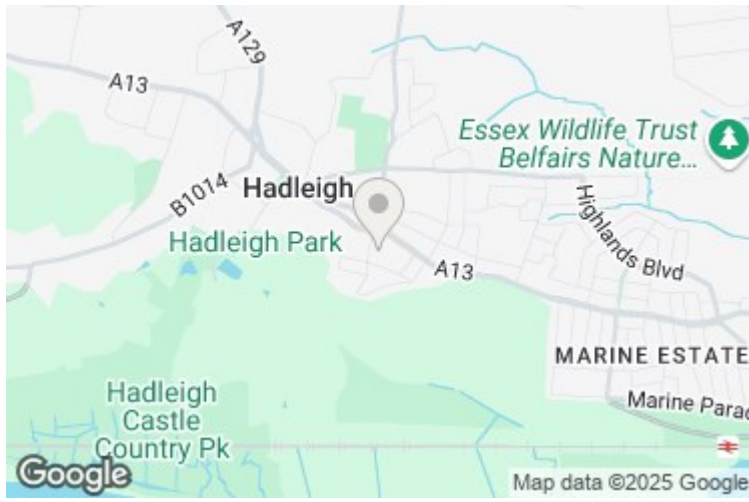 A129
A13
Essex Wildlife Trust
Belfairs Nature...
B1014
Hadleigh
Highlands Blvd
Hadleigh Park
A13
MARINE ESTATE
Hadleigh
Castle
Country Pk
Marine Parad
Google
Map data ©2025 Google